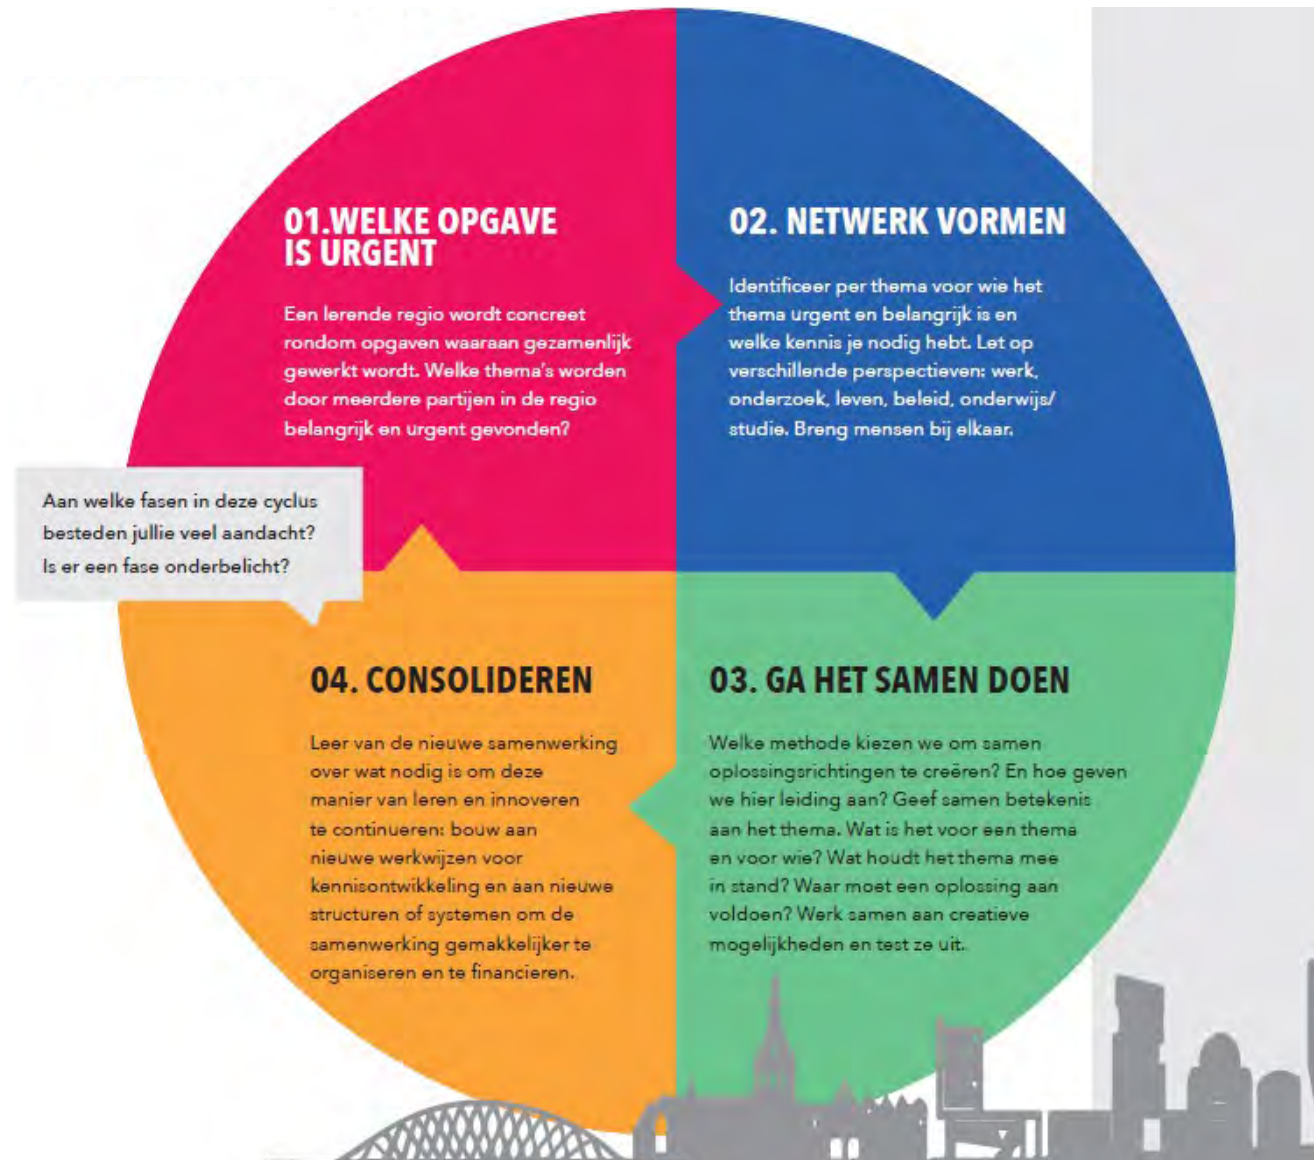 01.WELKE OPGAVE
IS URGENT
Een lerende regio wordt concreet
rondom opgaven waaraan gezamenlijk
gewerkt wordt. Welke thema's worden
door meerdere partijen in de regio
belangrijk en urgent gevonden?
02. NETWERK VORMEN
Identificeer per thema voor wie het
thema urgent en belangrijk is en
welke kennis je nodig hebt. Let op
verschillende perspectieven: werk,
onderzoek, leven, beleid, onderwijs/
studie. Breng mensen bij elkaar.
Aan welke fasen in deze cyclus
besteden jullie veel aandacht?
Is er een fase onderbelicht?
03. GA HET SAMEN DOEN
Welke methode kiezen we om samen
oplossingsrichtingen te creëren? En hoe geven
we hier leiding aan? Geef samen betekenis
aan het thema. Wat is het voor een thema
en voor wie? Wat houdt het thema mee
in stand? Waar moet een oplossing aan
voldoen? Werk samen aan creatieve
mogelijkheden en test ze uit.
04. CONSOLIDEREN
Leer van de nieuwe samenwerking
over wat nodig is om deze
manier van leren en innoveren
te continueren: bouw aan
nieuwe werkwijzen voor
kennisontwikkeling en aan nieuwe
structuren of systemen om de
samenwerking gemakkelijker te
organiseren en te financieren.